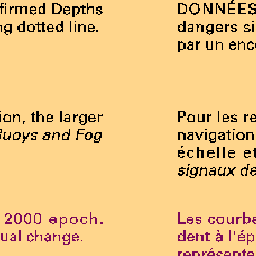 firmed Depths
ng dotted line.
ion, the larger
Buoys and Fog
2000 epoch.
ual change.
DONNÉES
dangers si
par un enc
Pour les re
navigation
échelle et
signaux de
Les courbe
dent à l'ép
représente